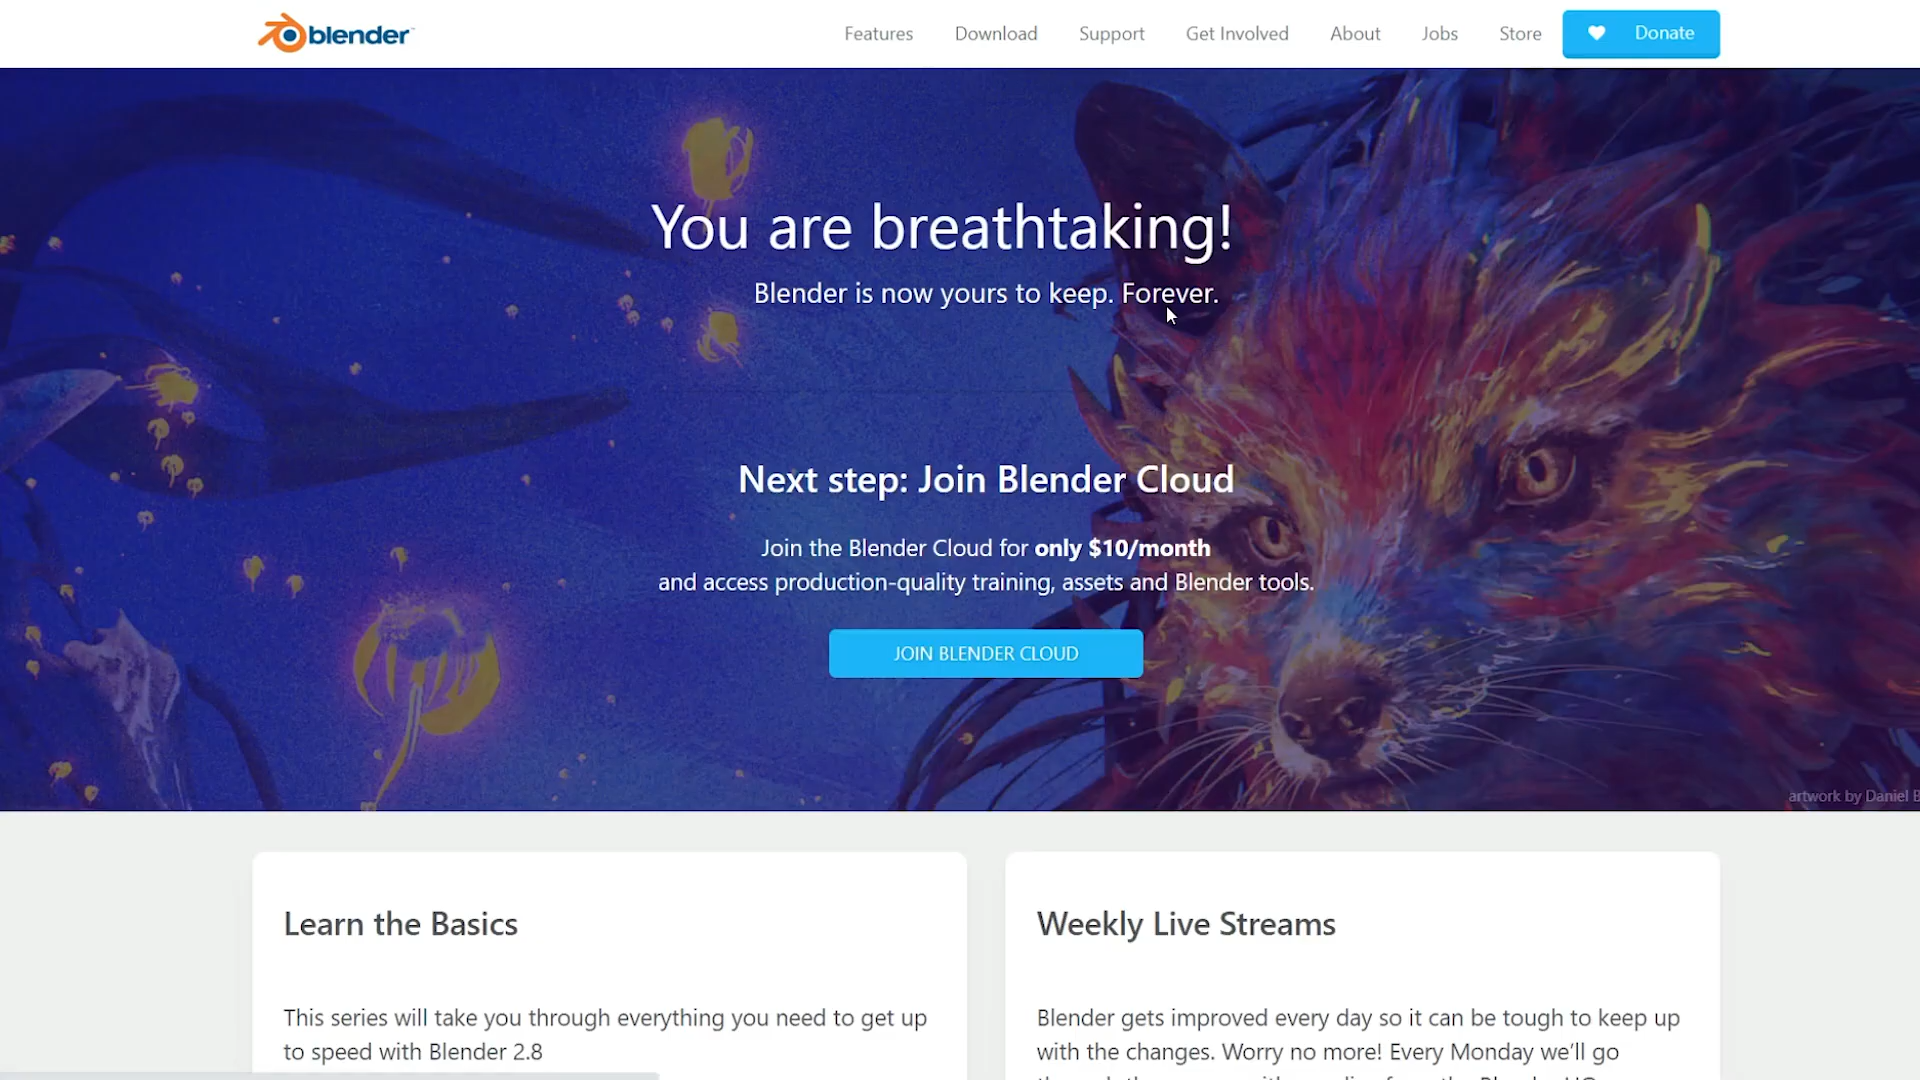 blender
Features Download Support Get Involved About Jobs Store Donate
You are breathtaking!
Blender is now yours to keep. Forever.
Next step: Join Blender Cloud
Join the Blender Cloud for only $10/month
and access production-quality training, assets and Blender tools.
JOIN BLENDER CLOUD
artwork by Daniel
Learn the Basics
This series will take you through everything you need to get up
to speed with Blender 2.8
Weekly Live Streams
Blender gets improved every day so it can be tough to keep up
with the changes. Worry no more! Every Monday we’ll go